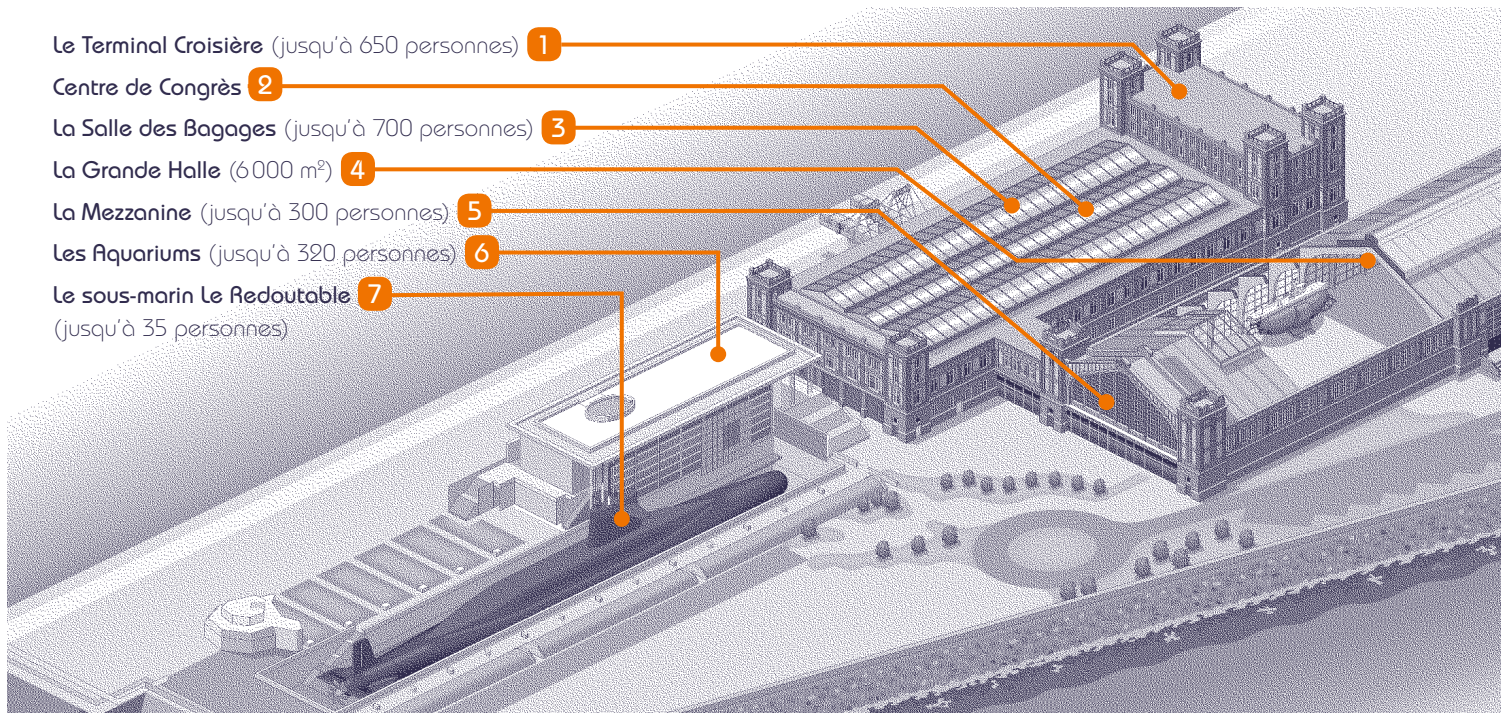 Le Terminal Croisière (jusqu'à 650 personnes) 1
Centre de Congrès 2
La Salle des Bagages (jusqu'à 700 personnes) 3
La Grande Halle (6 000 m²) 4
La Mezzanine (jusqu'à 300 personnes) 5
Les Aquariums (jusqu'à 320 personnes) 6
Le sous-marin Le Redoutable 7
(jusqu'à 35 personnes)